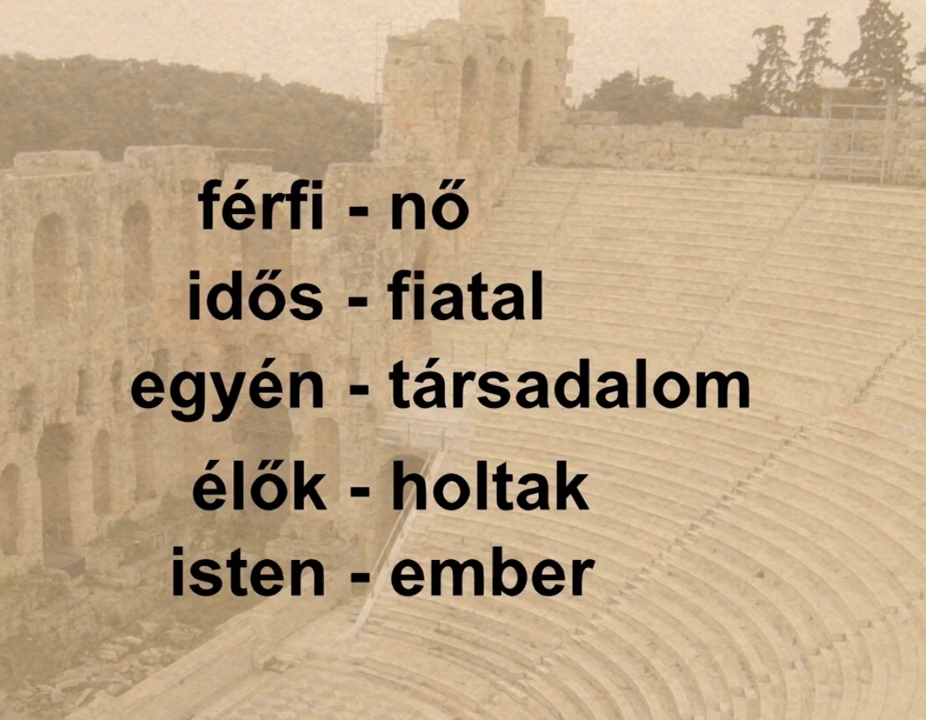 férfi - nő
idős - fiatal
egyén - társadalom
élők - holtak
isten - ember